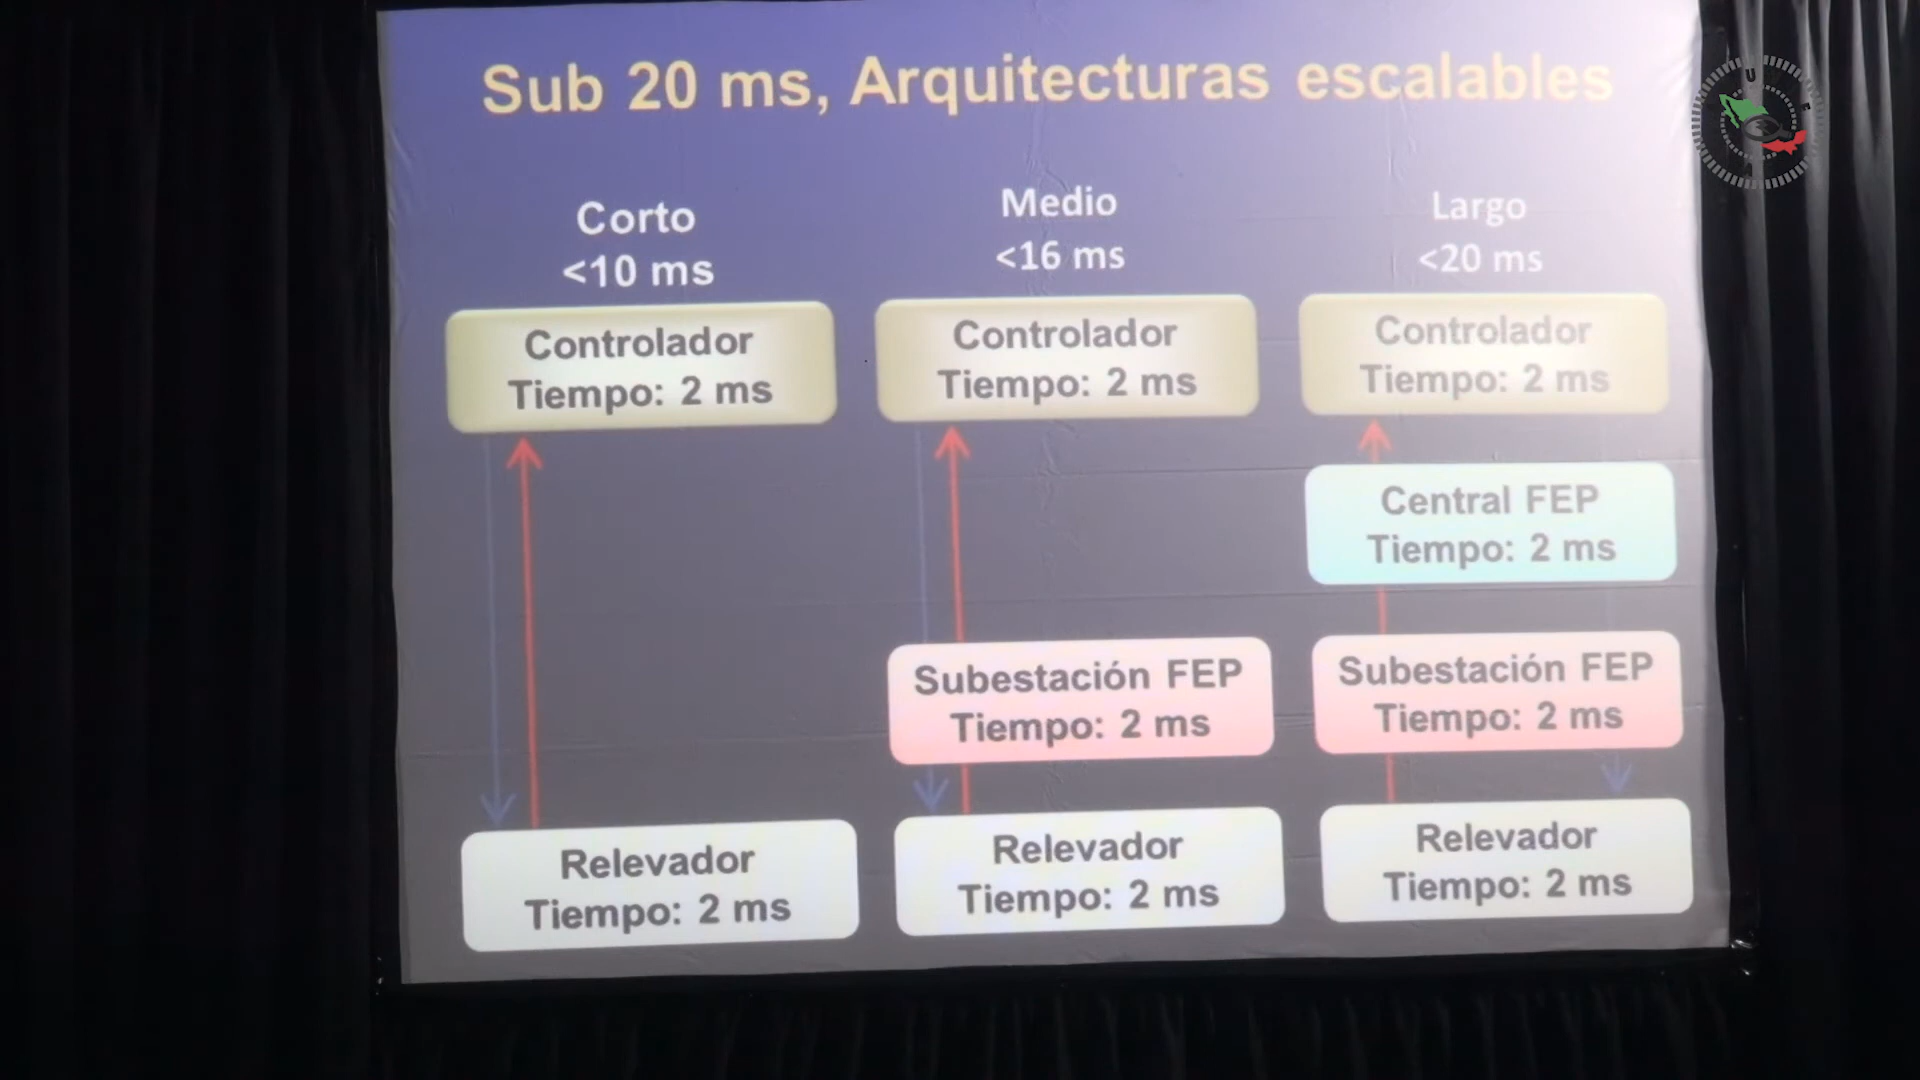 Sub 20 ms, Arquitecturas escalables
Corto
<10 ms
Controlador
Tiempo: 2 ms
Relevador
Tiempo: 2 ms
Medio
<16 ms
Controlador
Tiempo: 2 ms
Subestación FEP
Tiempo: 2 ms
Relevador
Tiempo: 2 ms
Largo
<20 ms
Controlador
Tiempo: 2 ms
Central FEP
Tiempo: 2 ms
Subestación FEP
Tiempo: 2 ms
Relevador
Tiempo: 2 ms